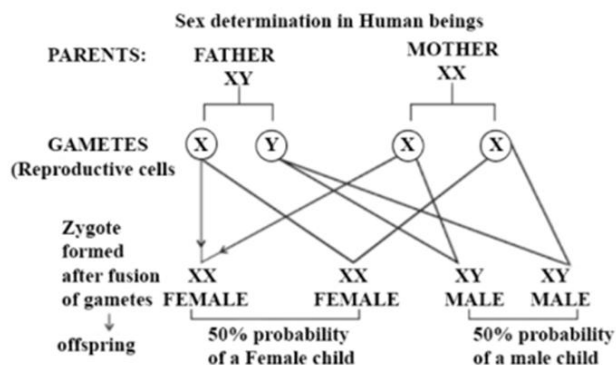 Sex determination in Human beings
PARENTS: FATHER MOTHER
XY XX
GAMETES X Y X X
(Reproductive cells
Zygote
formed
after fusion XX XX XY XY
of gametes FEMALE FEMALE MALE MALE
offspring 50% probability 50% probability
of a Female child of a male child